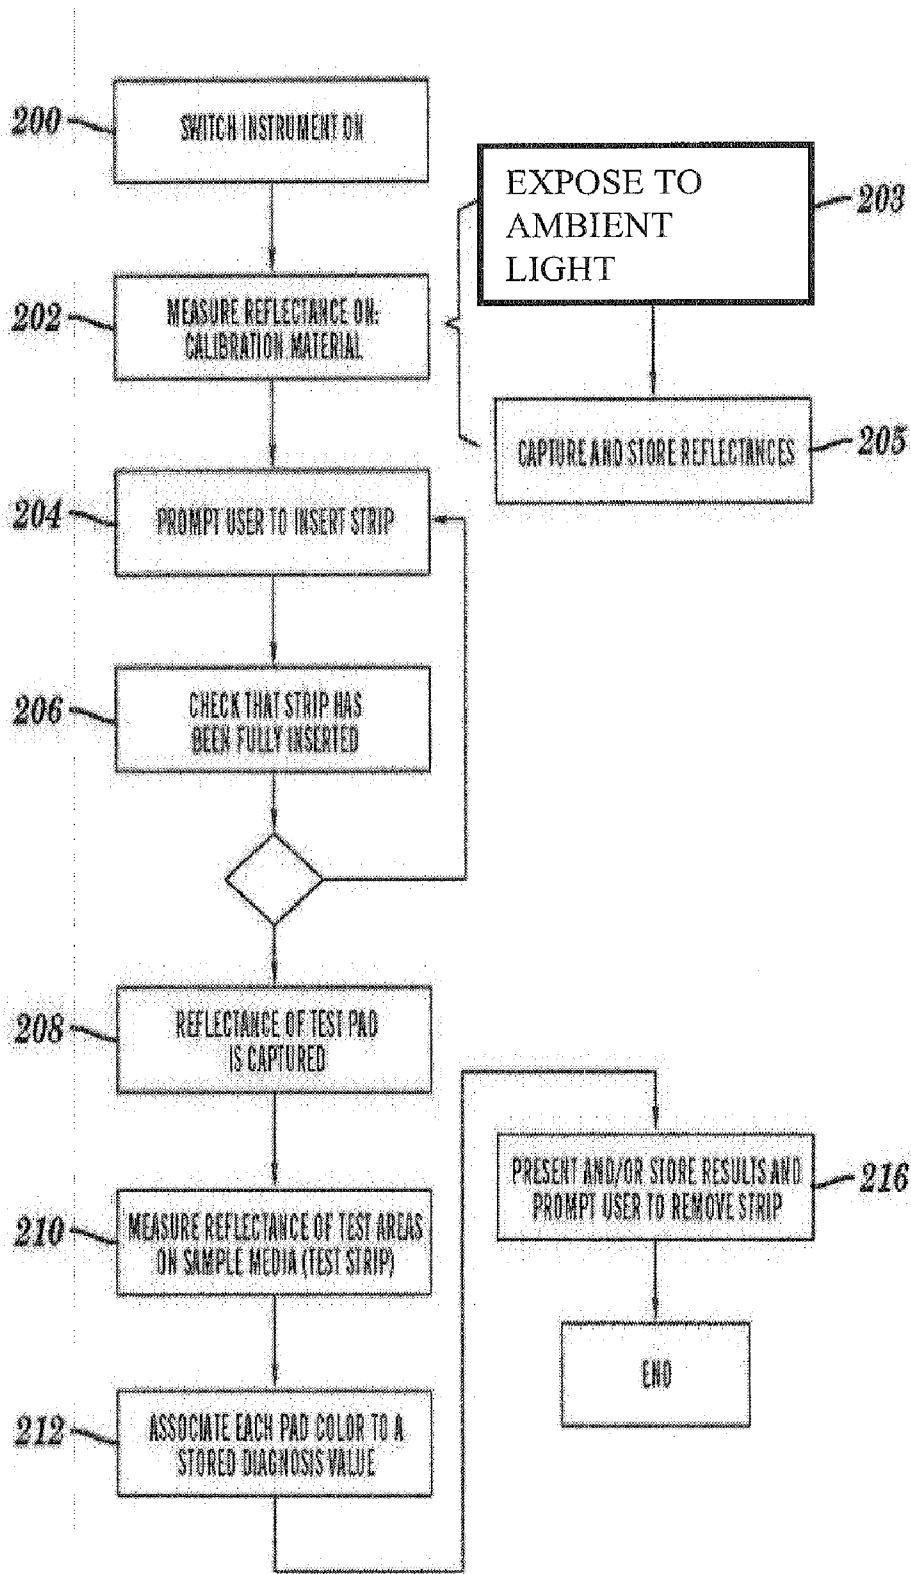 200
SWITCH INSTRUMENT ON
EXPOSE TO
AMBIENT
LIGHT
203
202
MEASURE REFLECTANCE ON:
CALIBRATION MATERIAL
CAPTURE AND STORE REFLECTANCES
205
204
PROMPT USER TO INSERT STRIP
206
CHECK THAT STRIP HAS
BEEN FULLY INSERTED
208
REFLECTANCE OF TEST PAD
IS CAPTURED
210
MEASURE REFLECTANCE OF TEST AREAS
ON SAMPLE MEDIA (TEST STRIP)
212
ASSOCIATE EACH PAD COLOR TO A
STORED DIAGNOSIS VALUE
PRESENT AND/OR STORE RESULTS AND
PROMPT USER TO REMOVE STRIP
216
END